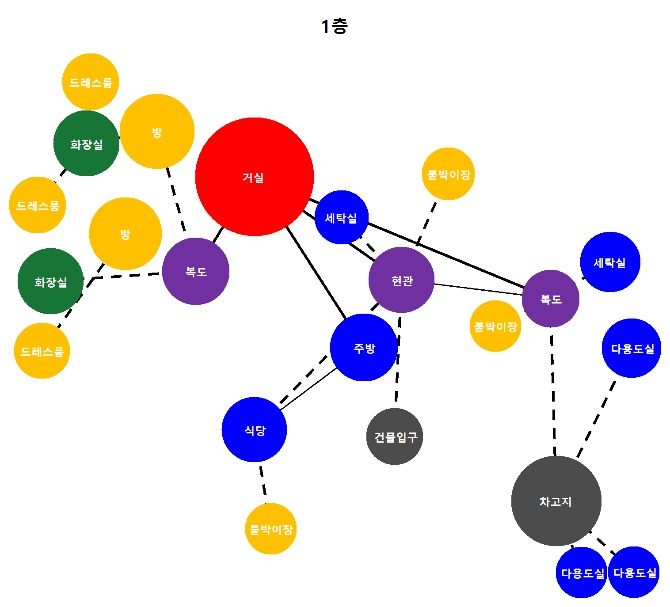 1층
드레스룸
방
화장실
거실
붙박이장
드레스룸
세탁실
방
세탁실
복도
현관
화장실
복도
붙박이장
주방
다용도실
드레스룸
식당
건물입구
차고지
붙박이장
다용도실
다용도실